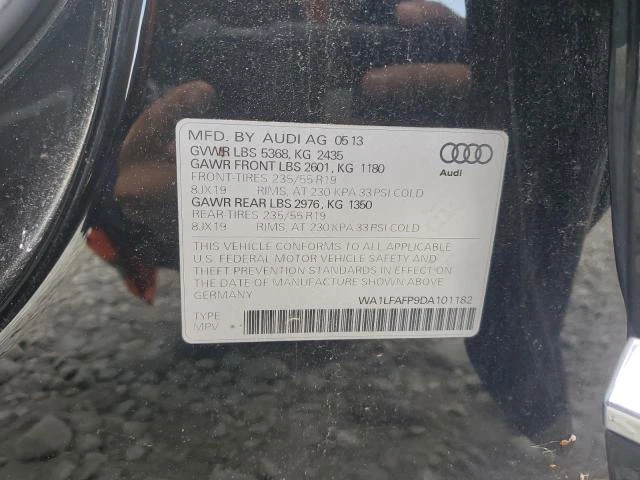 MFD. BY AUDI AG 05 13
GVWR LBS 5368, KG 2435
GAWR FRONT LBS 2601, KG 1180
FRONT-TIRES 235/55 R19
8JX19 RIMS, AT 230 KPA 33 PSI COLD
GAWR REAR LBS 2976, KG 1350
REAR-TIRES 235/55 R19
8JX19 RIMS, AT 230 KPA 33 PSI COLD
Audi
THIS VEHICLE CONFORMS TO ALL APPLICABLE
U.S. FEDERAL MOTOR VEHICLE SAFETY AND
THEFT PREVENTION STANDARDS IN EFFECT ON
THE DATE OF MANUFACTURE SHOWN ABOVE
GERMANY
WA1LFAFP9DA101182
TYPE
MPV * *